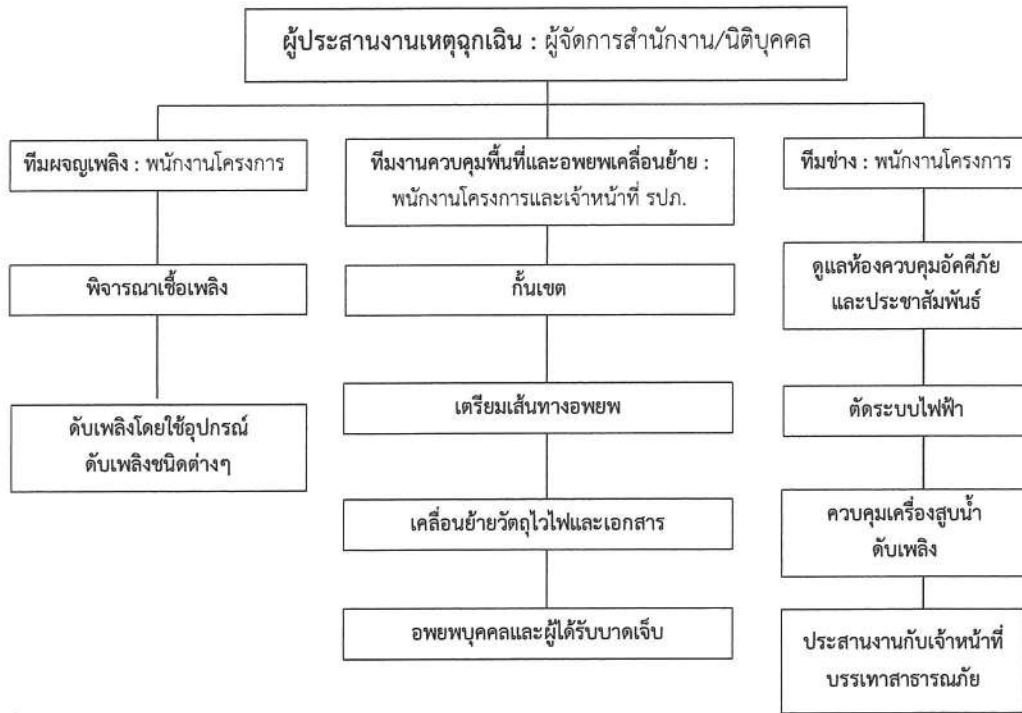 ผู้ประสานงานเหตุฉุกเฉิน : ผู้จัดการสำนักงาน/นิติบุคคล
ทีมผจญเพลิง : พนักงานโครงการ
พิจารณาเชื้อเพลิง
ดับเพลิงโดยใช้อุปกรณ์
ดับเพลิงชนิดต่างๆ
ทีมงานควบคุมพื้นที่และอพยพเคลื่อนย้าย :
พนักงานโครงการและเจ้าหน้าที่ รปภ.
กั้นเขต
เตรียมเส้นทางอพยพ
เคลื่อนย้ายวัตถุไวไฟและเอกสาร
อพยพบุคคลและผู้ได้รับบาดเจ็บ
ทีมช่าง : พนักงานโครงการ
ดูแลห้องควบคุมอัคคีภัย
และประชาสัมพันธ์
ตัดระบบไฟฟ้า
ควบคุมเครื่องสูบน้ำ
ดับเพลิง
ประสานงานกับเจ้าหน้าที่
บรรเทาสาธารณภัย